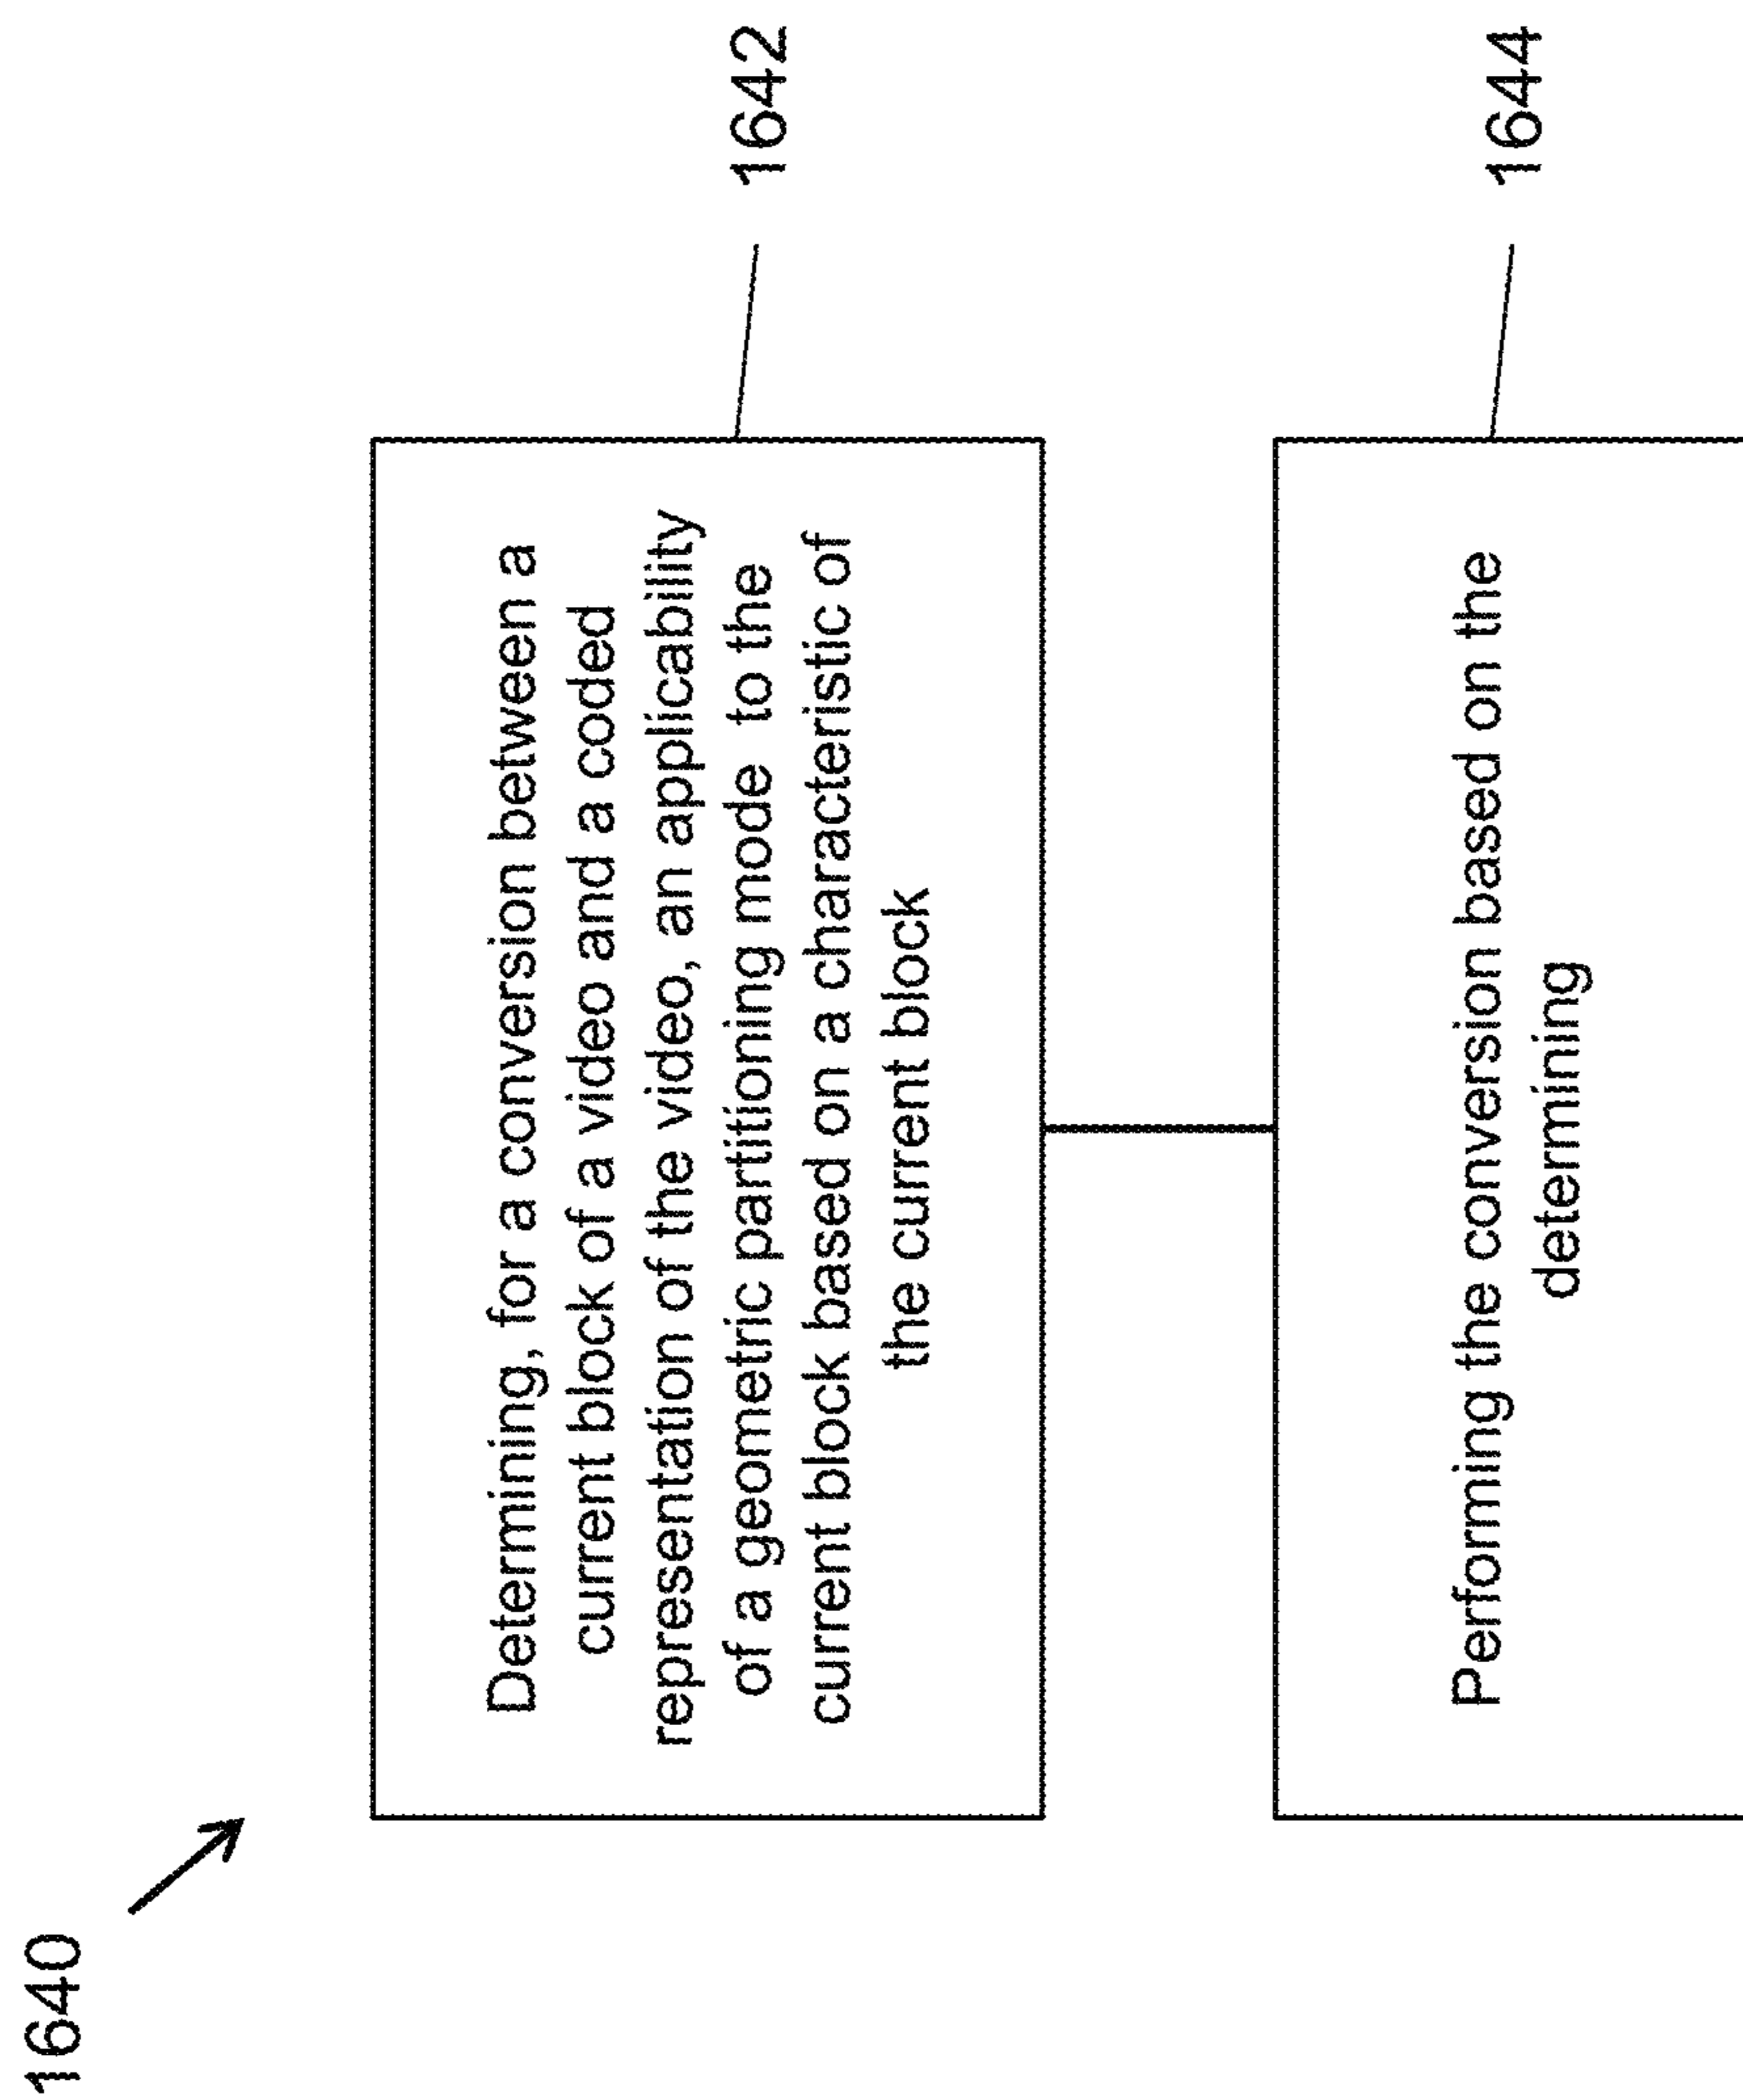 1640
Determining, for a conversion between a
current block of a video and a coded
representation of the video, an applicability
of a geometric partitioning mode to the
current block based on a characteristic of
the current block
1642
Performing the conversion based on the
determining
1644